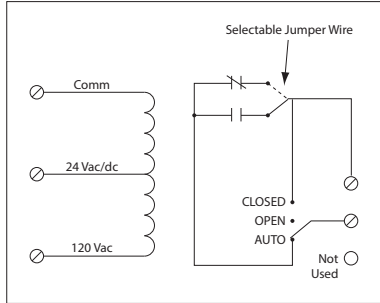 Selectable Jumper Wire
Comm
24 Vac/dc
120 Vac
CLOSED
OPEN
AUTO
Not
Used